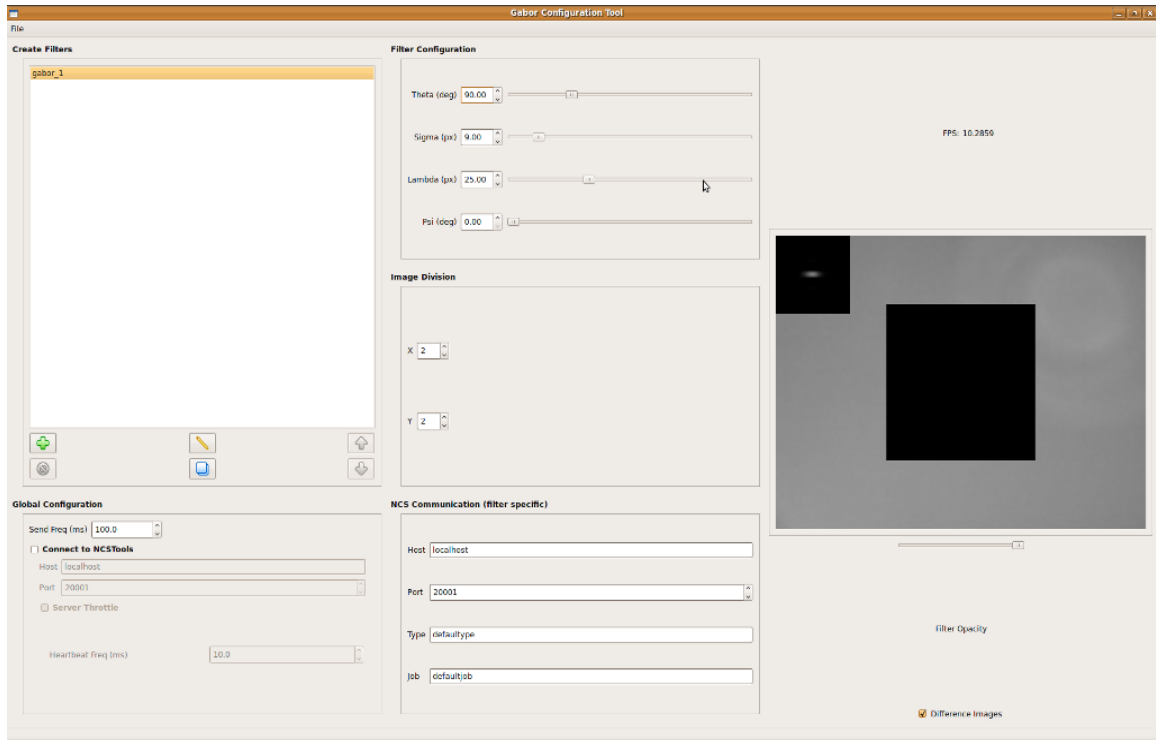 Gabor Configuration Tool
File
Create Filters
gabor_1
Filter Configuration
Theta (deg) 90.00
Sigma (px) 9.00
Lambda (px) 25.00
Psi (deg) 0.00
Image Division
X 2
Y 2
Global Configuration
Send Freq (ms) 100.0
Connect to NCSTools
Host localhost
Port 20001
Server Throttle
Heartbeat Freq (ms) 10.0
NCS Communication (filter specific)
Host localhost
Port 20001
Type defaultype
Job defaultjob
FPS: 10.2859
Filter Opacity
Difference Images